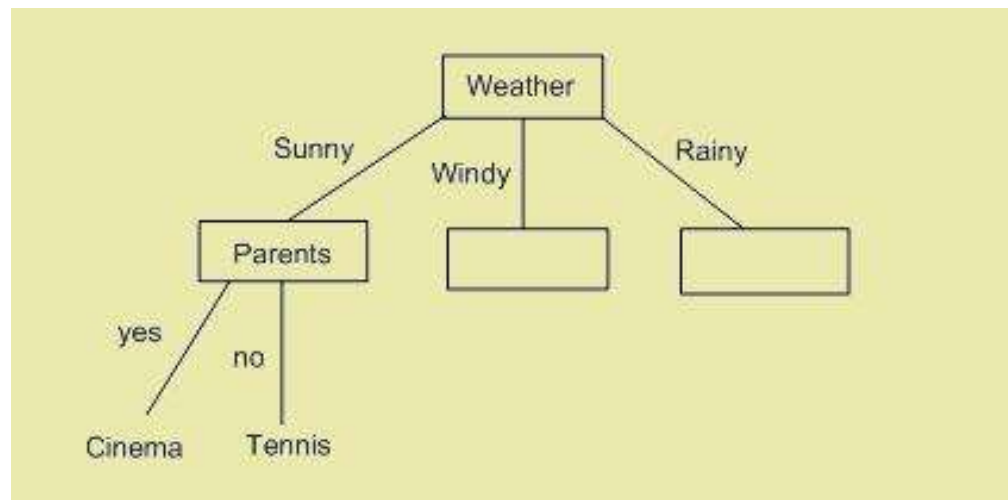 Weather
Sunny
Windy
Rainy
Parents
yes
no
Cinema
Tennis